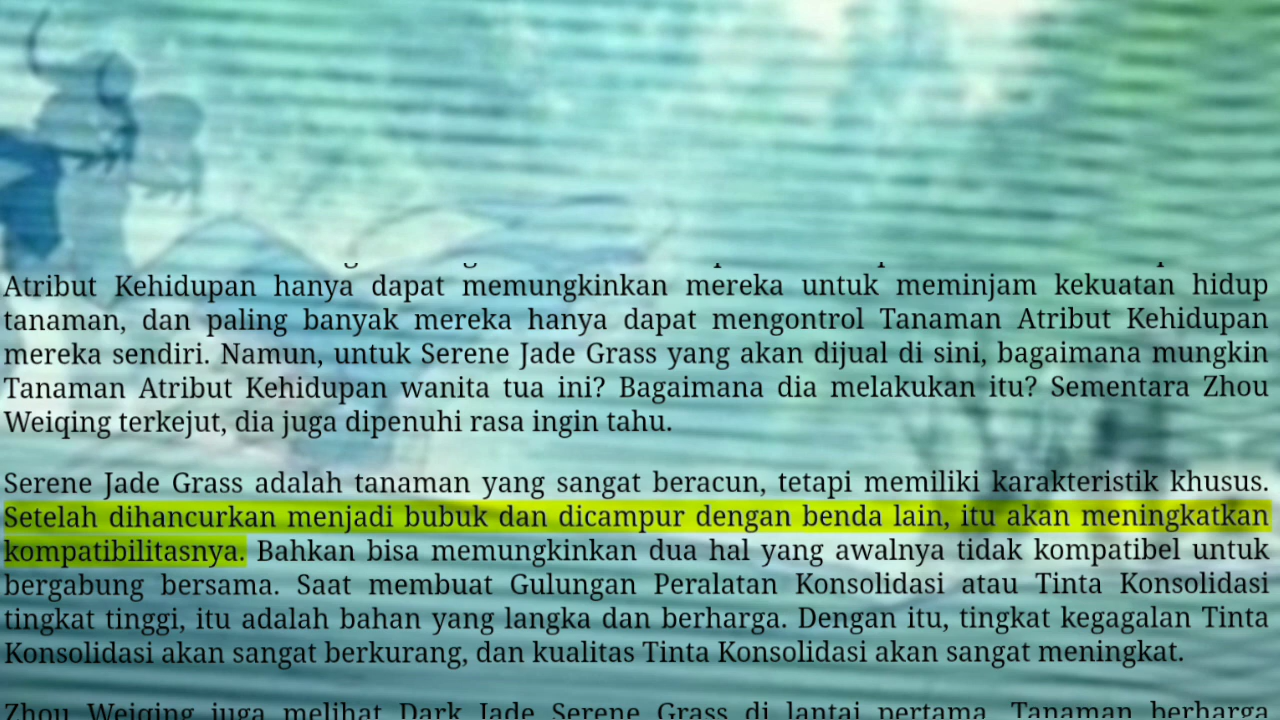 Atribut Kehidupan hanya dapat memungkinkan mereka untuk meminjam kekuatan hidup
tanaman, dan paling banyak mereka hanya dapat mengontrol Tanaman Atribut Kehidupan
mereka sendiri. Namun, untuk Serene Jade Grass yang akan dijual di sini, bagaimana mungkin
Tanaman Atribut Kehidupan wanita tua ini? Bagaimana dia melakukan itu? Sementara Zhou
Weiqing terkejut, dia juga dipenuhi rasa ingin tahu.
Serene Jade Grass adalah tanaman yang sangat beracun, tetapi memiliki karakteristik khusus.
Setelah dihancurkan menjadi bubuk dan dicampur dengan benda lain, itu akan meningkatkan
kompatibilitasnya. Bahkan bisa memungkinkan dua hal yang awalnya tidak kompatibel untuk
bergabung bersama. Saat membuat Gulungan Peralatan Konsolidasi atau Tinta Konsolidasi
tingkat tinggi, itu adalah bahan yang langka dan berharga. Dengan itu, tingkat kegagalan Tinta
Konsolidasi akan sangat berkurang, dan kualitas Tinta Konsolidasi akan sangat meningkat.
Zhou Weiqing juga melihat Dark Jade Serene Grass di lantai pertama. Tanaman berharga